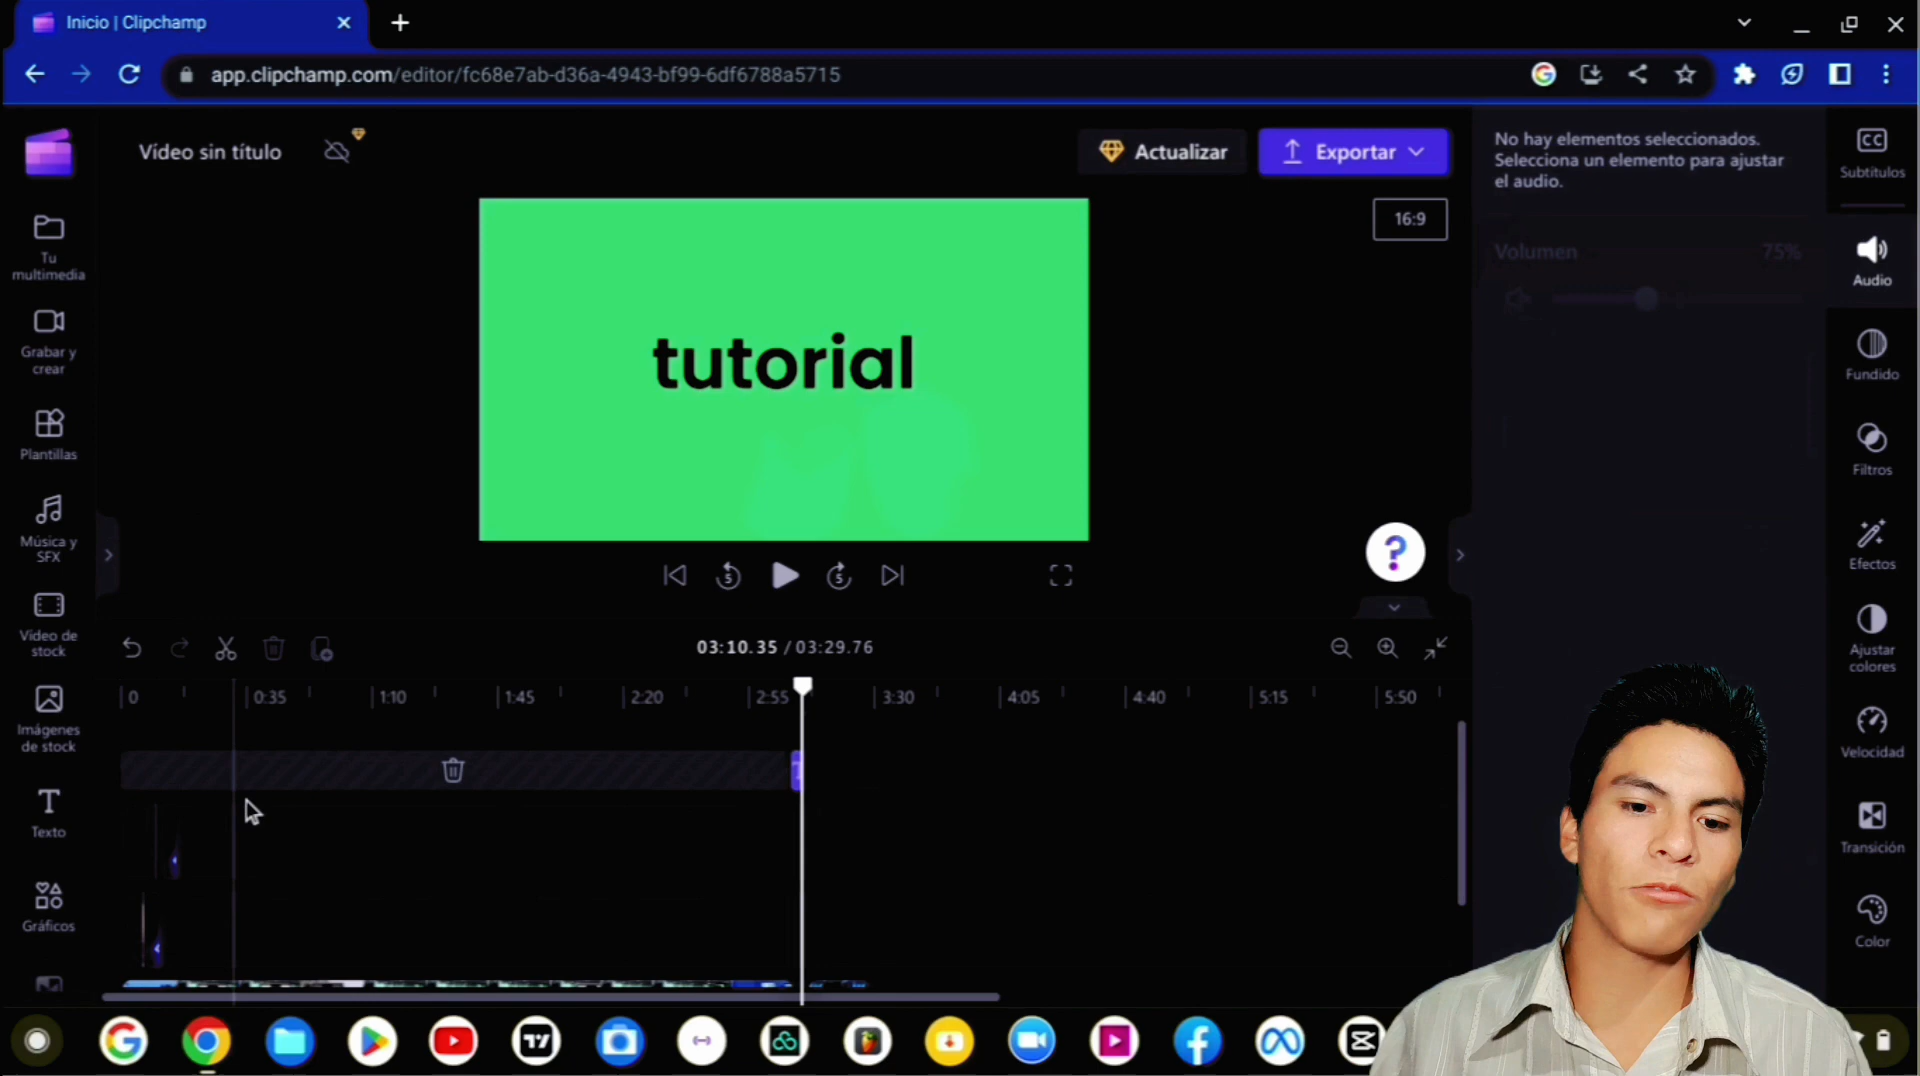 Inicio | Clipchamp
app.clipchamp.com/editor/fc68e7ab-d36a-4943-bf99-6df6788a5715
Vídeo sin título
Actualizar
Exportar
No hay elementos seleccionados.
Selecciona un elemento para ajustar
el audio.
Volumen 75%
16:9
Tu
multimedia
Grabar y
crear
Plantillas
Música y
SFX
Vídeo de
stock
Imágenes
de stock
Texto
Gráficos
tutorial
5
5
?
03:10.35 / 03:29.76
0 0:35 1:10 1:45 2:20 2:55 3:30 4:05 4:40 5:15 5:50
CC
Subtítulos
Audio
Fundido
Filtros
Efectos
Ajustar
colores
Velocidad
Transición
Color